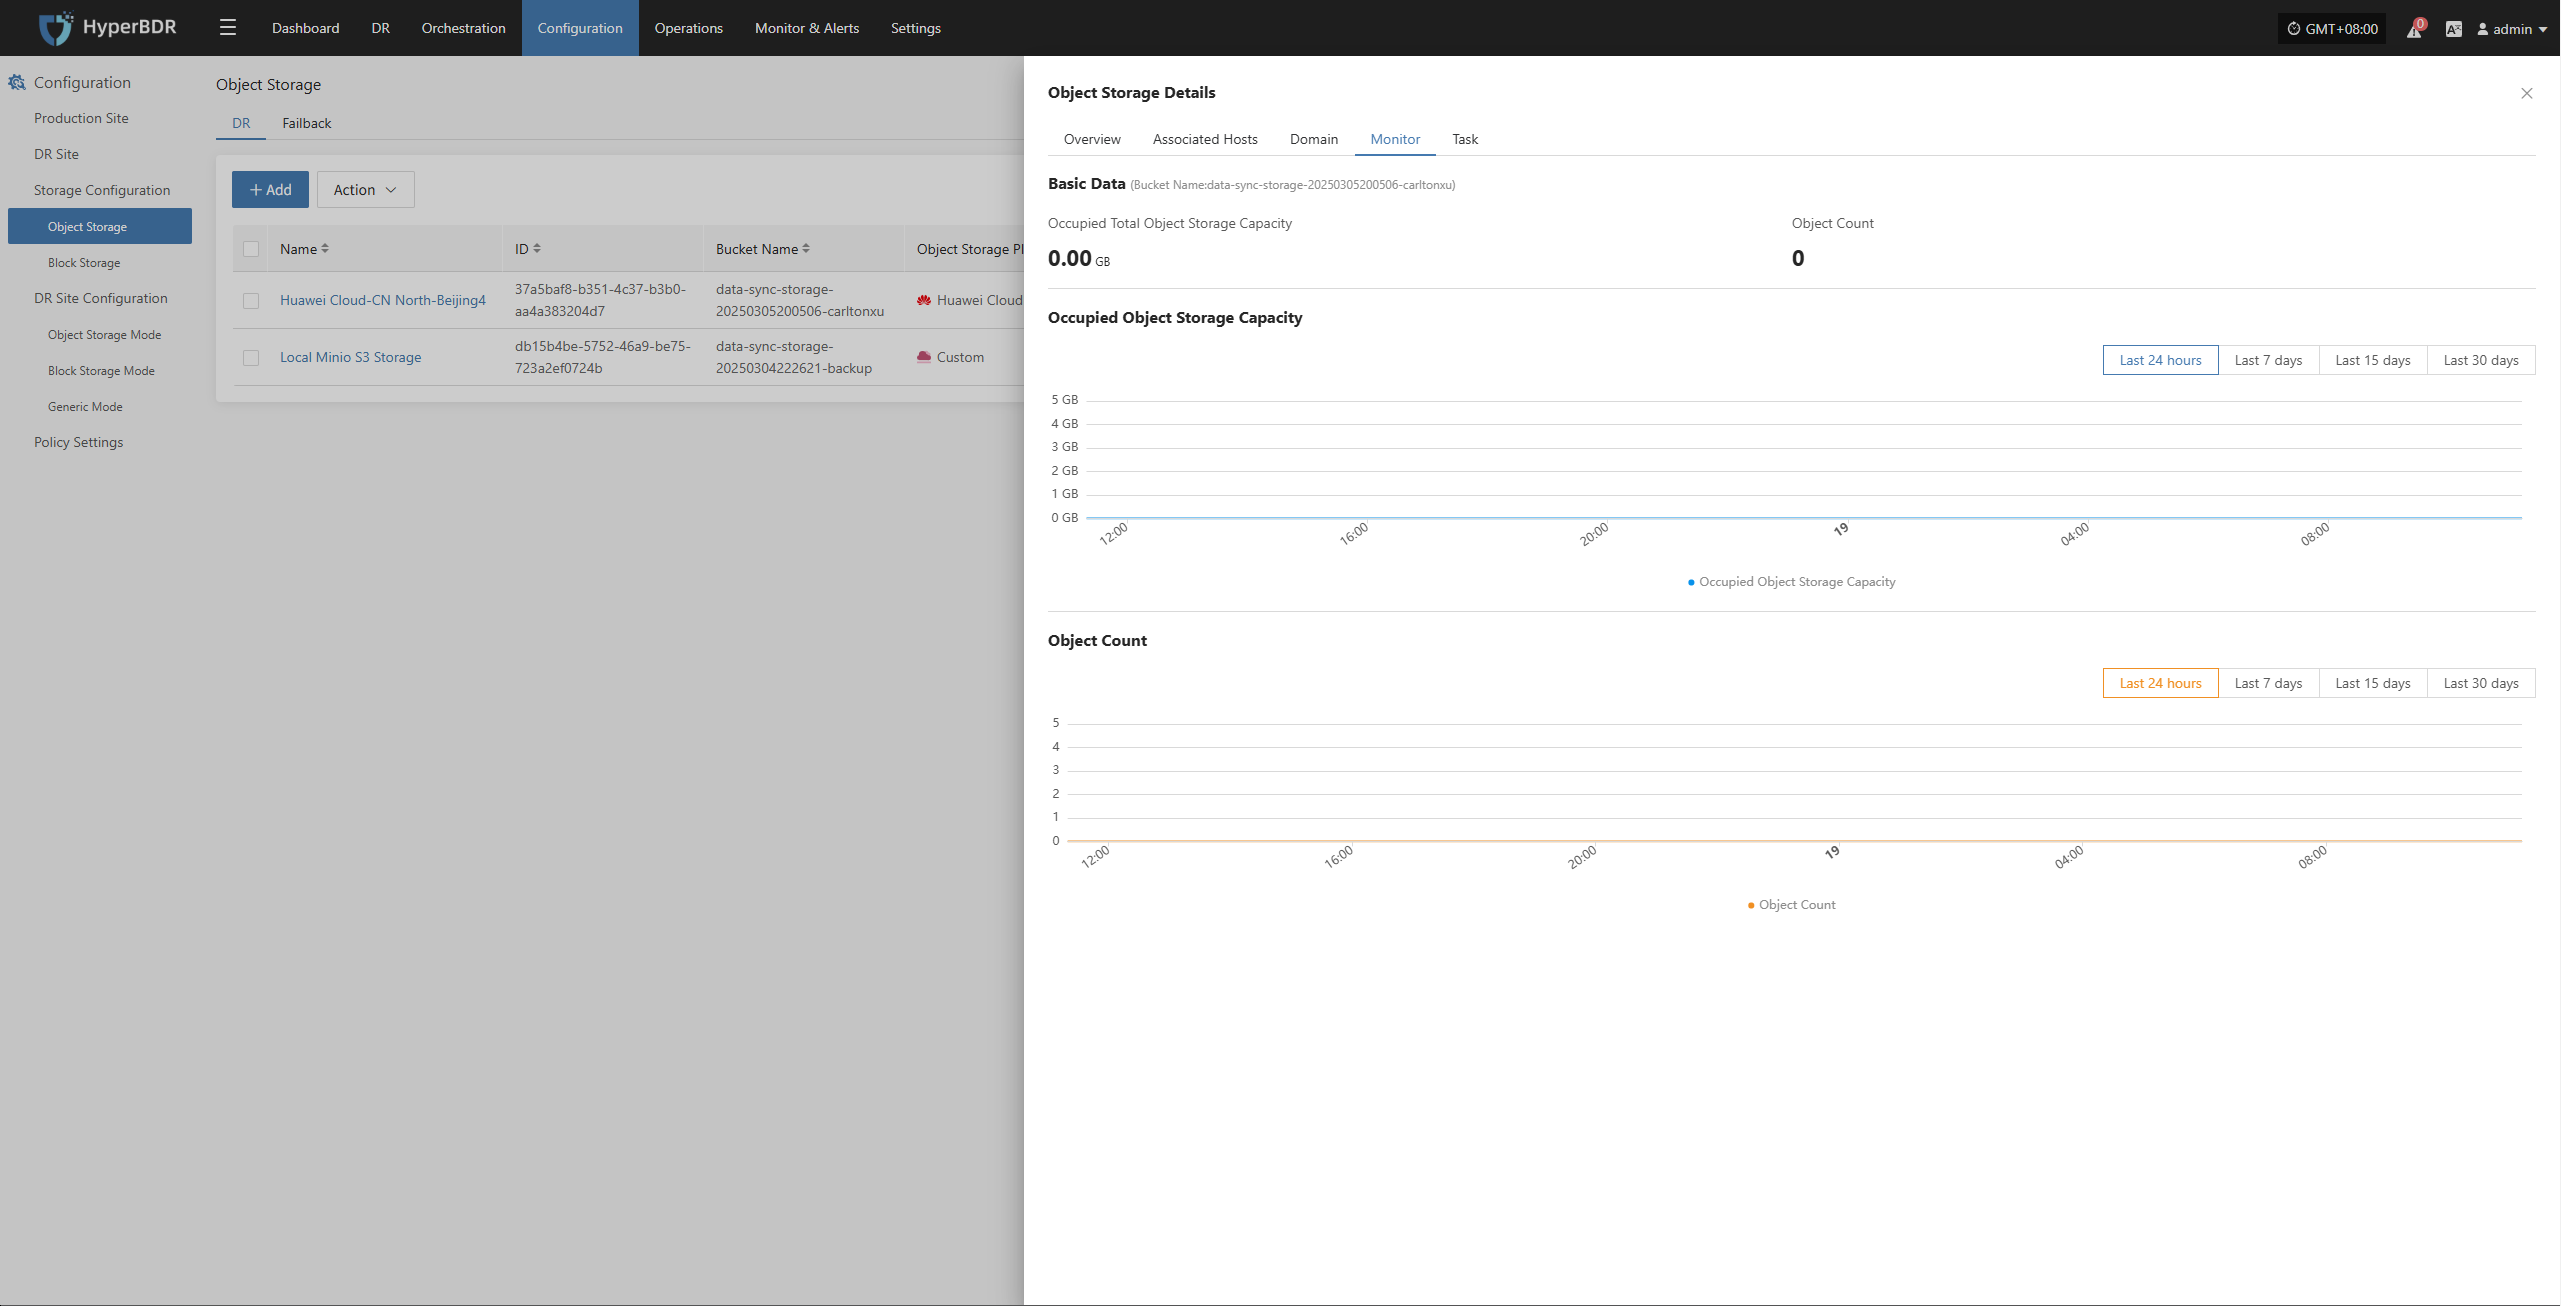 HyperBDR
Dashboard DR Orchestration Configuration Operations Monitor & Alerts Settings
GMT+08:00 0 admin
Configuration
Production Site
DR Site
Storage Configuration
Object Storage
Block Storage
DR Site Configuration
Object Storage Mode
Block Storage Mode
Generic Mode
Policy Settings
Object Storage
DR Failback
+ Add Action
Name ID Bucket Name Object Storage Pl
Huawei Cloud-CN North-Beijing4 37a5baf8-b351-4c37-b3b0-aa4a383204d7 data-sync-storage-20250305200506-carltonxu Huawei Cloud
Local Minio S3 Storage db15b4be-5752-46a9-be75-723a2ef0724b data-sync-storage-20250304222621-backup Custom
Object Storage Details
Overview Associated Hosts Domain Monitor Task
Basic Data (Bucket Name:data-sync-storage-20250305200506-carltonxu)
Occupied Total Object Storage Capacity Object Count
0.00 GB 0
Occupied Object Storage Capacity
Last 24 hours Last 7 days Last 15 days Last 30 days
5 GB
4 GB
3 GB
2 GB
1 GB
0 GB
12:00 16:00 20:00 19 04:00 08:00
Occupied Object Storage Capacity
Object Count
Last 24 hours Last 7 days Last 15 days Last 30 days
5
4
3
2
1
0
12:00 16:00 20:00 19 04:00 08:00
Object Count